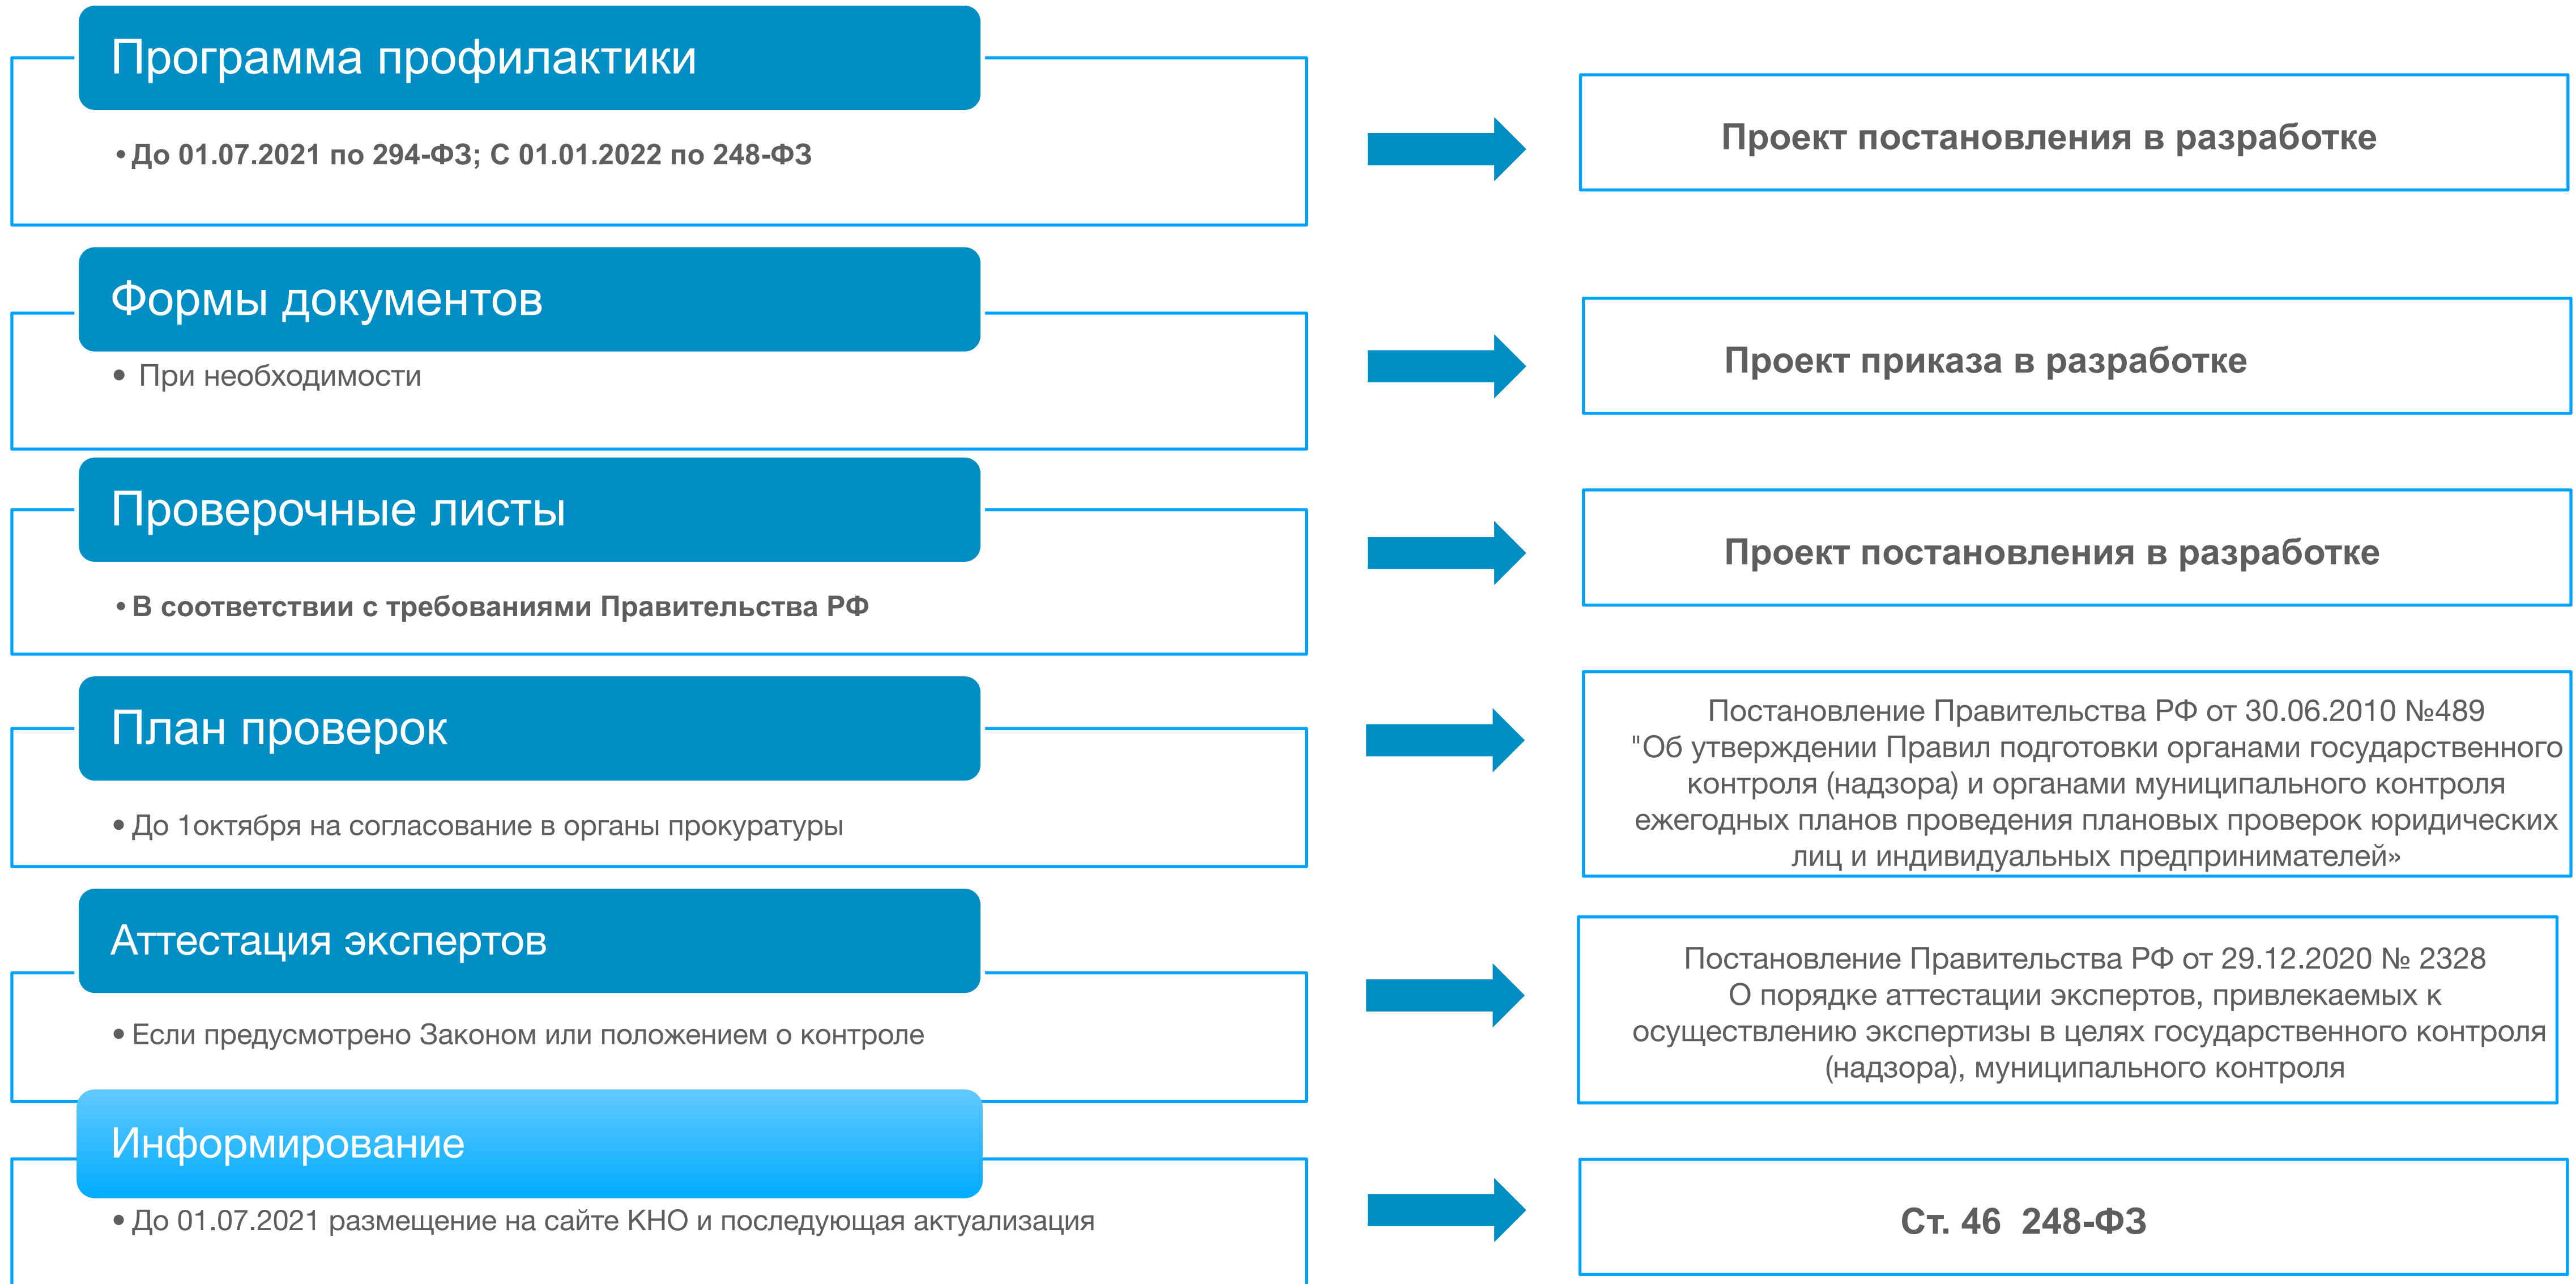 Программа профилактики
• До 01.07.2021 по 294-ФЗ; С 01.01.2022 по 248-ФЗ
Проект постановления в разработке
Формы документов
• При необходимости
Проект приказа в разработке
Проверочные листы
• В соответствии с требованиями Правительства РФ
Проект постановления в разработке
План проверок
• До 1октября на согласование в органы прокуратуры
Постановление Правительства РФ от 30.06.2010 №489
"Об утверждении Правил подготовки органами государственного
контроля (надзора) и органами муниципального контроля
ежегодных планов проведения плановых проверок юридических
лиц и индивидуальных предпринимателей»
Аттестация экспертов
• Если предусмотрено Законом или положением о контроле
Постановление Правительства РФ от 29.12.2020 № 2328
О порядке аттестации экспертов, привлекаемых к
осуществлению экспертизы в целях государственного контроля
(надзора), муниципального контроля
Информирование
• До 01.07.2021 размещение на сайте КНО и последующая актуализация
Ст. 46 248-ФЗ